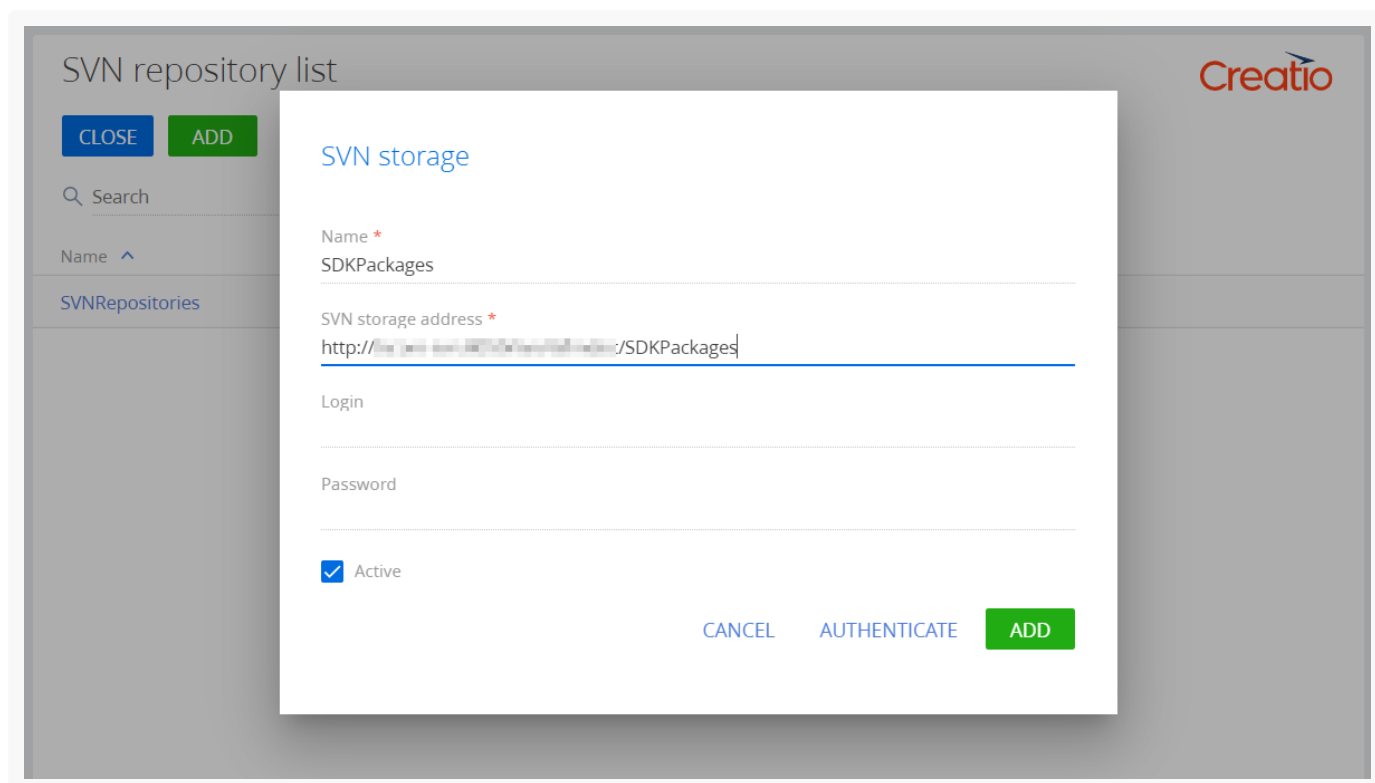 SVN repository list
Creatio
CLOSE ADD
Search
Name
SVNRepositories
SVN storage
Name *
SDKPackages
SVN storage address *
http:// /SDKPackages
Login
Password
Active
CANCEL AUTHENTICATE ADD